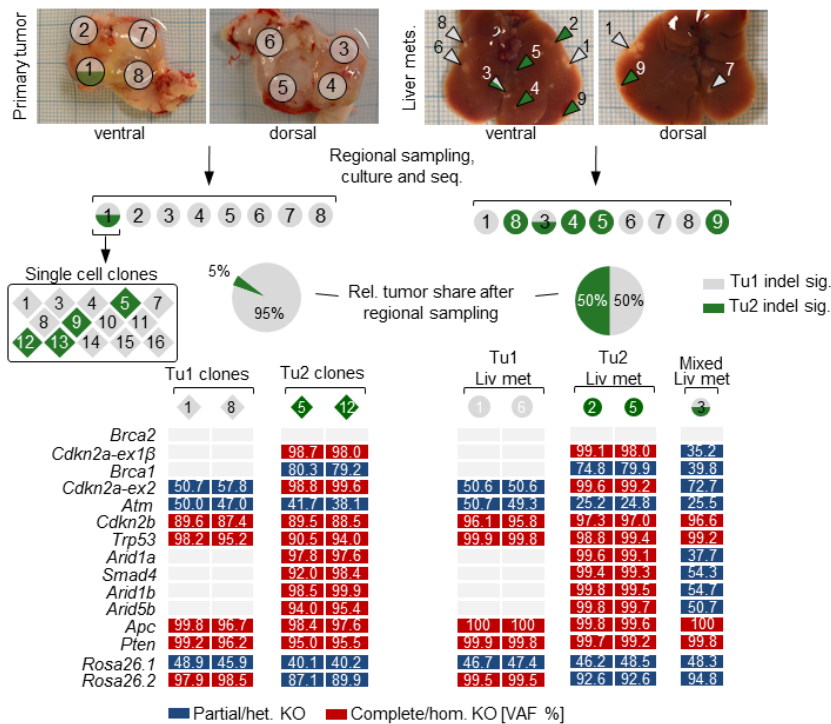 Primary tumor
2 7 1 8
6 3 5 4
ventral dorsal
Liver mets.
8 6 2 5 1 3 4 9
1 9 7
ventral dorsal
Regional sampling,
culture and seq.
1 2 3 4 5 6 7 8
1 8 3 4 5 6 7 8 9
Single cell clones
1 3 4 5 7
8 9 10 11
12 13 14 15 16
5%
95%
Rel. tumor share after
regional sampling
50% 50%
Tu1 indel sig.
Tu2 indel sig.
Tu1 clones Tu2 clones Tu1 Liv met Tu2 Liv met Mixed Liv met
1 8 5 12 1 6 2 5 3
Brca2
Cdkn2a-ex1β 98.7 98.0 99.1 98.0 35.2
Brca1 80.3 79.2 74.8 79.9 39.8
Cdkn2a-ex2 50.7 57.8 98.8 99.6 50.6 50.6 99.6 99.2 72.7
Atm 50.0 47.0 41.7 38.1 50.7 49.3 25.2 24.8 25.5
Cdkn2b 89.6 87.4 89.5 88.5 96.1 95.8 97.3 97.0 96.6
Trp53 98.2 95.2 90.5 94.0 99.9 99.8 98.8 99.4 99.2
Arid1a 97.8 97.6 99.6 99.1 37.7
Smad4 92.0 98.4 99.4 99.3 54.3
Arid1b 98.5 99.9 99.8 99.5 54.7
Arid5b 94.0 95.4 99.8 99.7 50.7
Apc 99.8 96.7 98.4 97.6 100 100 99.8 99.6 100
Pten 99.2 96.2 95.0 95.5 99.9 99.8 99.7 99.2 99.8
Rosa26.1 48.9 45.9 40.1 40.2 46.7 47.4 46.2 48.5 48.3
Rosa26.2 97.9 98.5 87.1 89.9 99.5 99.5 92.6 92.6 94.8
Partial/het. KO Complete/hom. KO [VAF %]